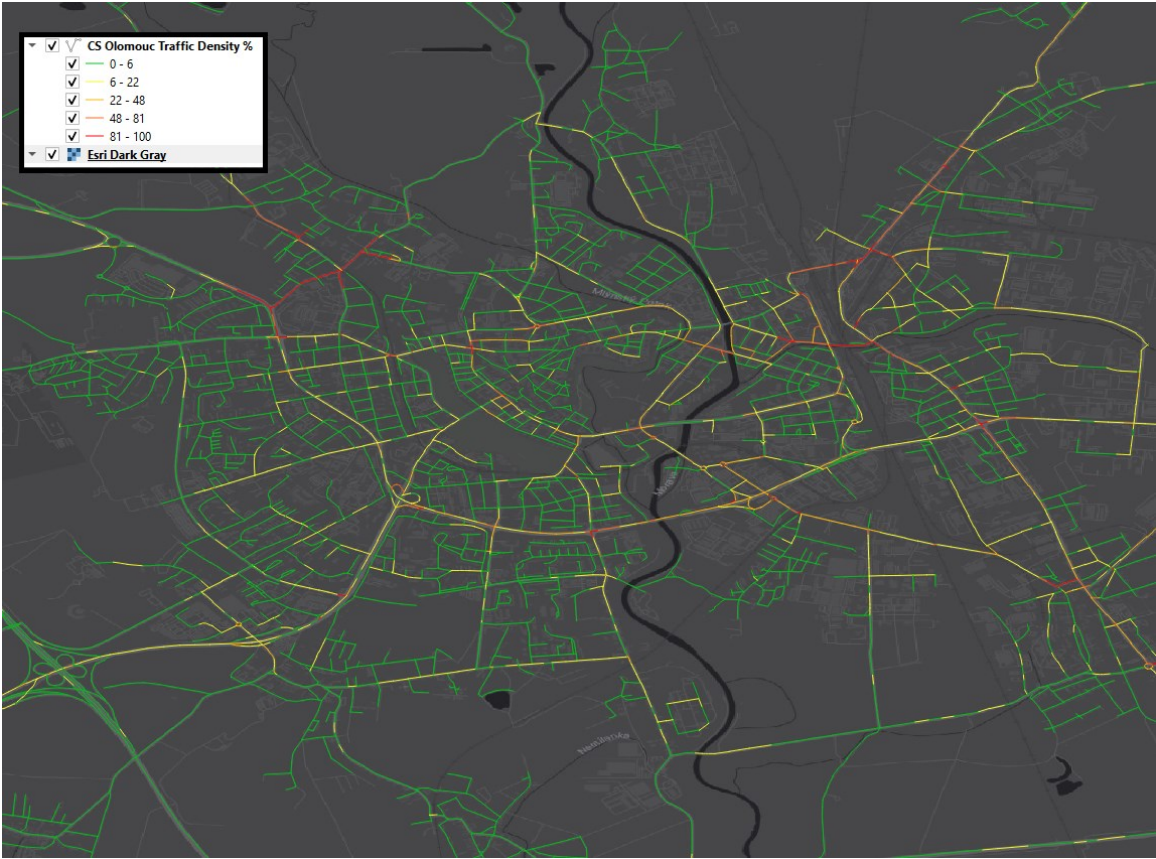 CS Olomouc Traffic Density %
0 - 6
6 - 22
22 - 48
48 - 81
81 - 100
Esri Dark Gray